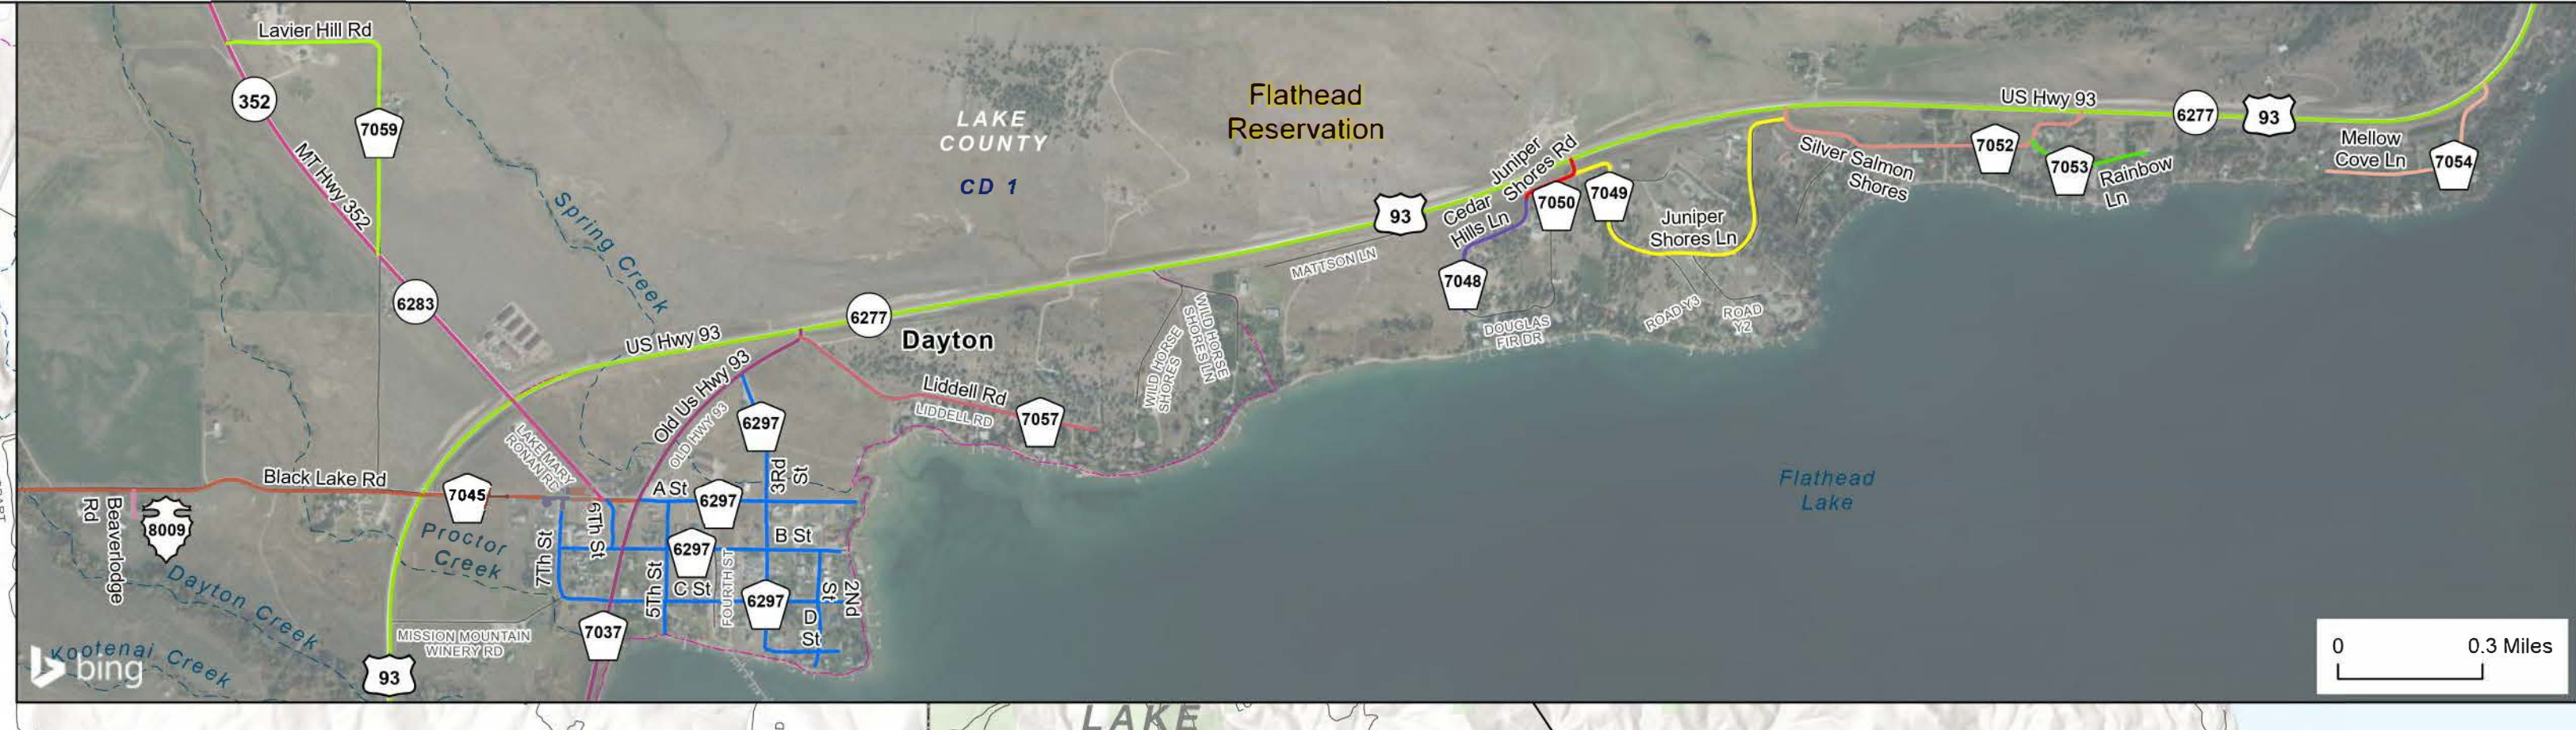 Lavier Hill Rd
352
7059
MT Hwy 352
Spring Creek
6283
LAKE
COUNTY
CD 1
Flathead
Reservation
US Hwy 93
6277
93
Mellow
Cove Ln
7054
7052
7053
Rainbow
Ln
Silver Salmon
Shores
Juniper
Shores Rd
7049
7050
Cedar
Hills Ln
7048
Juniper
Shores Ln
93
MATTSON LN
DOUGLAS
FIR DR
ROAD Y3
ROAD
Y2
US Hwy 93
6277
Dayton
Old Us Hwy 93
OLD HWY 93
6297
Liddell Rd
LIDDELL RD
7057
WILD HORSE
SHORES
WILD HORSE
SHORES LN
LAKE MARY
RONAN RD
Black Lake Rd
7045
Beaverlodge
Rd
8009
Proctor
Creek
Dayton Creek
Kootenai Creek
A St
6297
3Rd
St
B St
6Th St
7Th St
6297
5Th St
C St
FOURTH ST
6297
2Nd
St
D
St
7037
MISSION MOUNTAIN
WINERY RD
93
bing
Flathead
Lake
0 0.3 Miles
LAKE